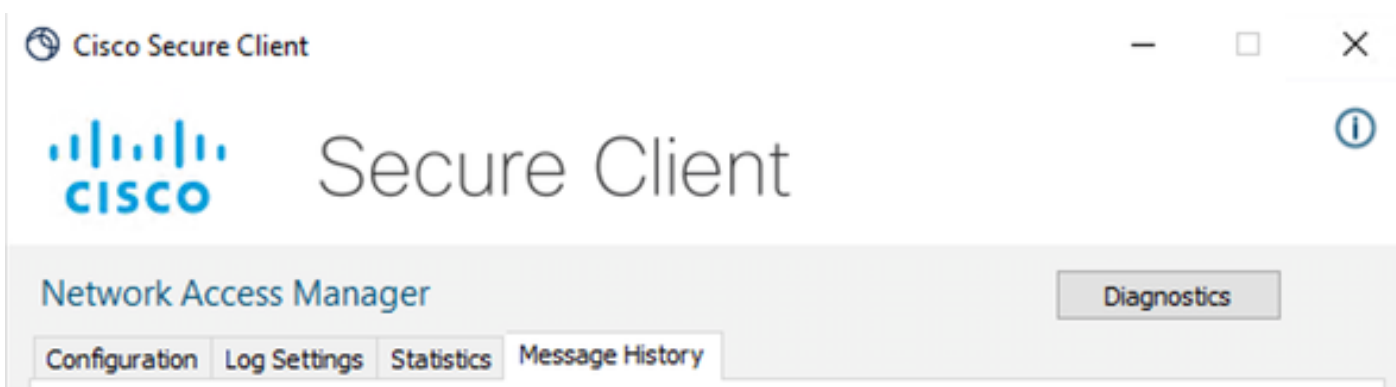 Cisco Secure Client
CISCO Secure Client
Network Access Manager Diagnostics
Configuration Log Settings Statistics Message History